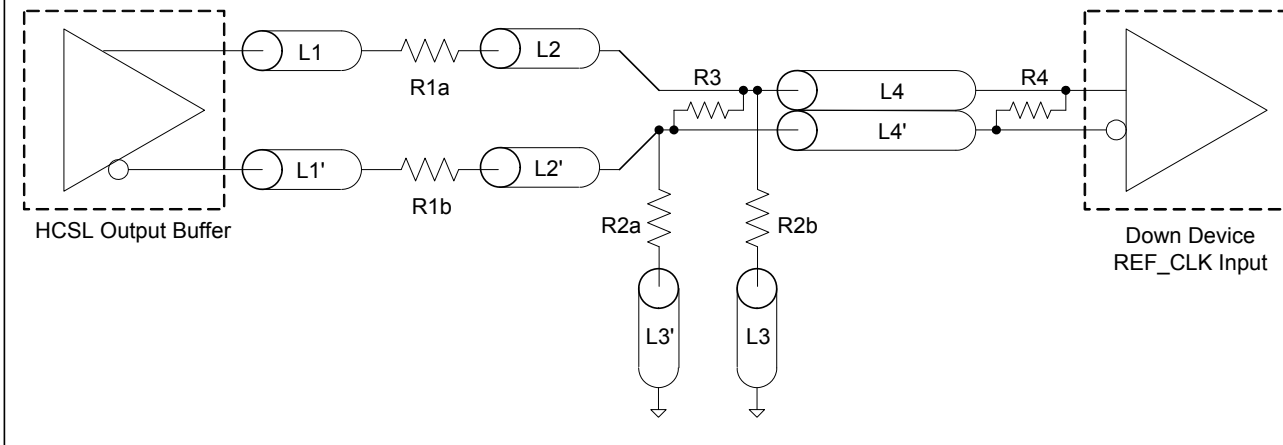 L1
R1a
L2
R3
L4
R4
L4'
L1'
R1b
L2'
R2a
R2b
HCSL Output Buffer
Down Device
REF_CLK Input
L3'
L3